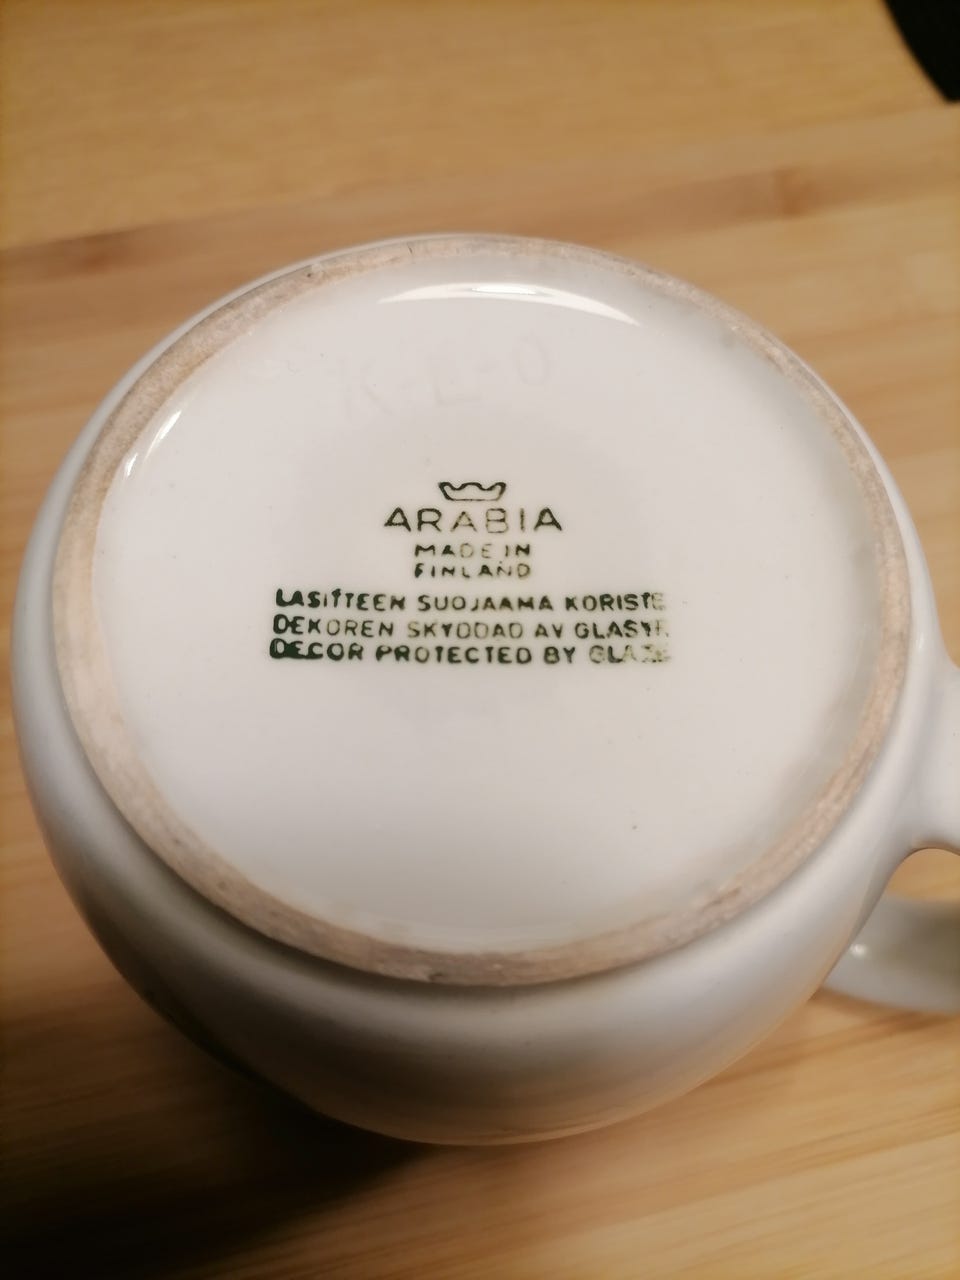 ARABIA
MADE IN
FINLAND
LASITTEEN SUOJAAMA KORISTE
DEKOREN SKYDDAD AV GLASYR
DECOR PROTECTED BY GLAZE